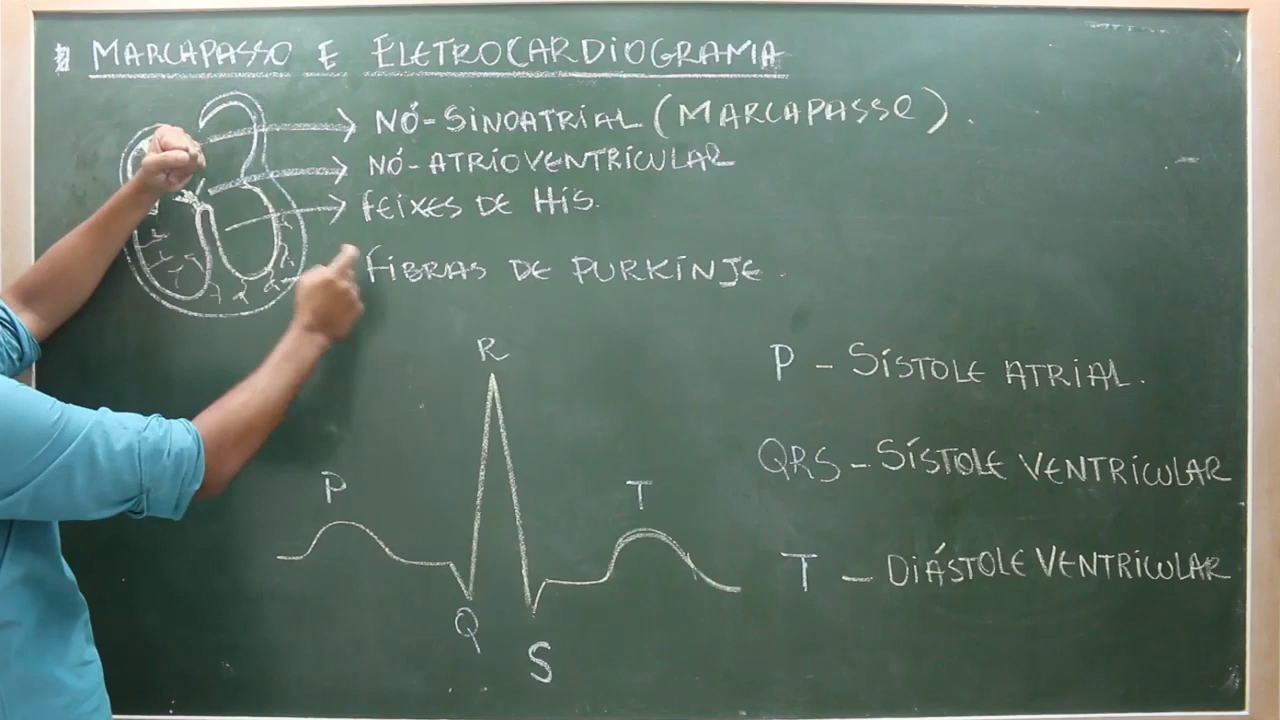 MARCAPASSO E ELETROCARDIOGRAMA
NÓ-SINOATRIAL (MARCAPASSO).
NÓ-ATRIOVENTRICULAR
FEIXES DE HIS.
FIBRAS DE PURKINJE.
R
P - SÍSTOLE ATRIAL.
QRS - SÍSTOLE VENTRICULAR
P
T
T - DIÁSTOLE VENTRICULAR
Q
S